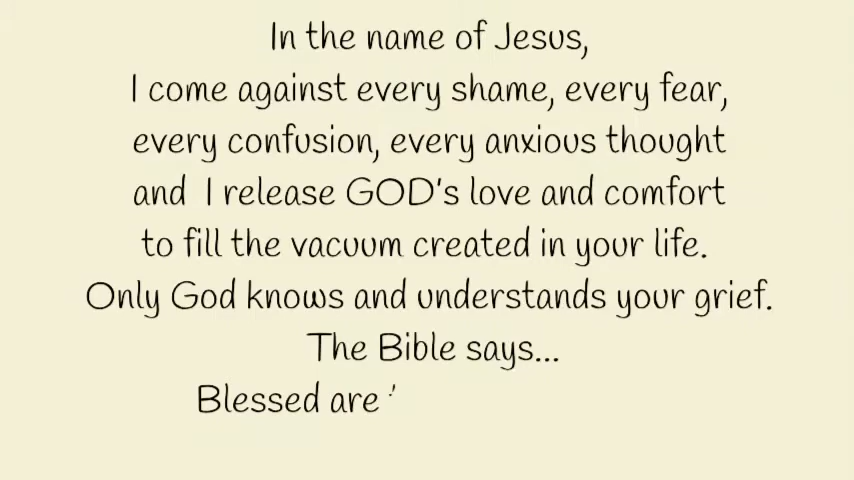 In the name of Jesus,
I come against every shame, every fear,
every confusion, every anxious thought
and I release GOD's love and comfort
to fill the vacuum created in your life.
Only God knows and understands your grief.
The Bible says...
Blessed are